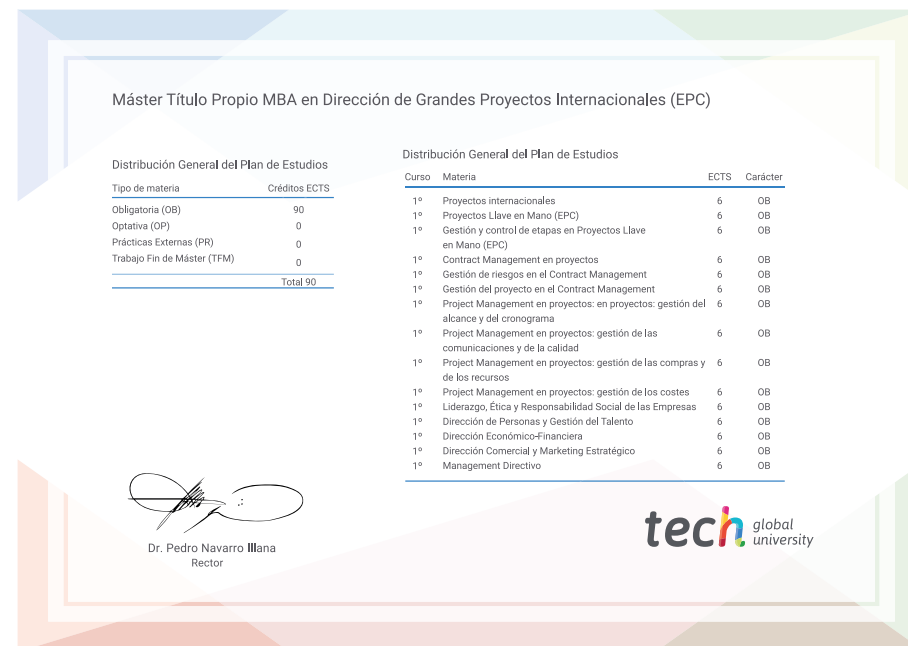 Máster Título Propio MBA en Dirección de Grandes Proyectos Internacionales (EPC)
Distribución General del Plan de Estudios
Tipo de materia Créditos ECTS
Obligatoria (OB) 90
Optativa (OP) 0
Prácticas Externas (PR) 0
Trabajo Fin de Máster (TFM) 0
Total 90
Distribución General del Plan de Estudios
Curso Materia ECTS Carácter
1º Proyectos internacionales 6 OB
1º Proyectos Llave en Mano (EPC) 6 OB
1º Gestión y control de etapas en Proyectos Llave 6 OB
en Mano (EPC)
1º Contract Management en proyectos 6 OB
1º Gestión de riesgos en el Contract Management 6 OB
1º Gestión del proyecto en el Contract Management 6 OB
1º Project Management en proyectos: en proyectos: gestión del 6 OB
alcance y del cronograma
1º Project Management en proyectos: gestión de las 6 OB
comunicaciones y de la calidad
1º Project Management en proyectos: gestión de las compras y 6 OB
de los recursos
1º Project Management en proyectos: gestión de los costes 6 OB
1º Liderazgo, Ética y Responsabilidad Social de las Empresas 6 OB
1º Dirección de Personas y Gestión del Talento 6 OB
1º Dirección Económico-Financiera 6 OB
1º Dirección Comercial y Marketing Estratégico 6 OB
1º Management Directivo 6 OB
Dr. Pedro Navarro Illana
Rector
tech global
university